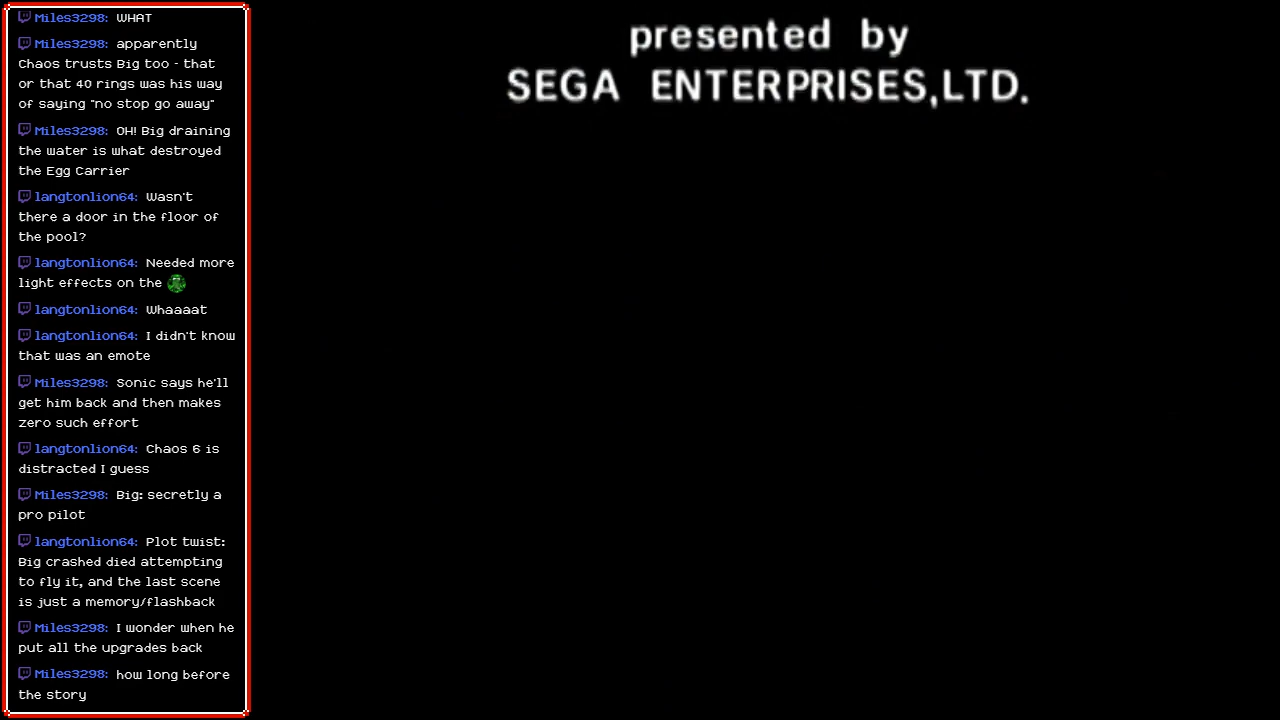 Miles3298: WHAT
Miles3298: apparently
Chaos trusts Big too - that
or that 40 rings was his way
of saying "no stop go away"
Miles3298: OH! Big draining
the water is what destroyed
the Egg Carrier
langtonlion64: Wasn't
there a door in the floor of
the pool?
langtonlion64: Needed more
light effects on the
langtonlion64: Whaaaat
langtonlion64: I didn't know
that was an emote
Miles3298: Sonic says he'll
get him back and then makes
zero such effort
langtonlion64: Chaos 6 is
distracted I guess
Miles3298: Big: secretly a
pro pilot
langtonlion64: Plot twist:
Big crashed died attempting
to fly it, and the last scene
is just a memory/flashback
Miles3298: I wonder when he
put all the upgrades back
Miles3298: how long before
the story
presented by
SEGA ENTERPRISES,LTD.